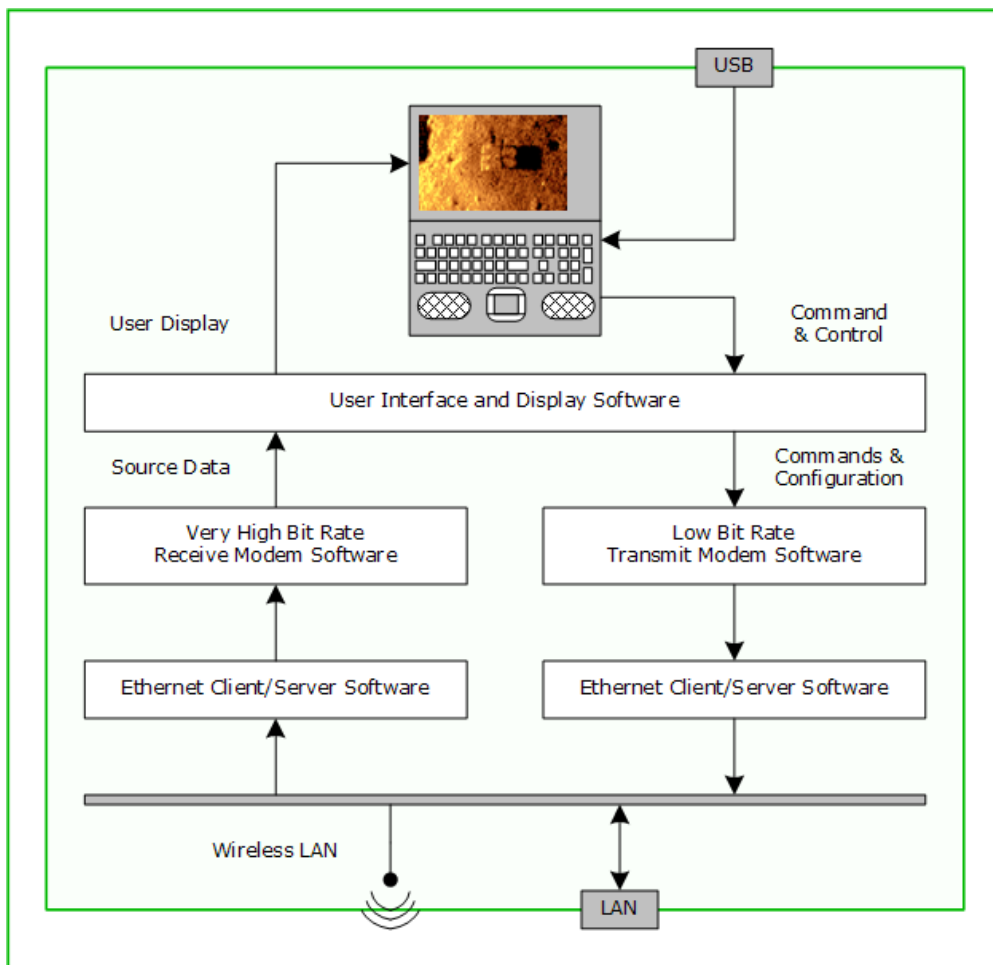 USB
User Display
Command
& Control
User Interface and Display Software
Source Data
Commands &
Configuration
Very High Bit Rate
Receive Modem Software
Low Bit Rate
Transmit Modem Software
Ethernet Client/Server Software
Ethernet Client/Server Software
Wireless LAN
LAN